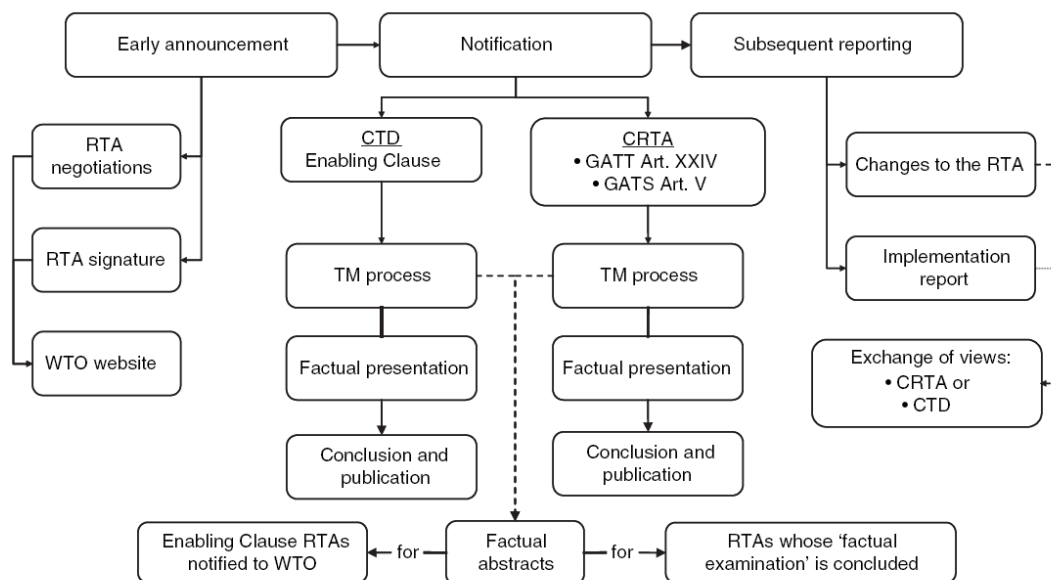 Early announcement
Notification
Subsequent reporting
RTA
negotiations
RTA signature
WTO website
CTD
Enabling Clause
CRTA
• GATT Art. XXIV
• GATS Art. V
TM process
TM process
Factual presentation
Factual presentation
Conclusion and
publication
Conclusion and
publication
Changes to the RTA
Implementation
report
Exchange of views:
• CRTA or
• CTD
Enabling Clause RTAs
notified to WTO
for
Factual
abstracts
for
RTAs whose ‘factual
examination’ is concluded